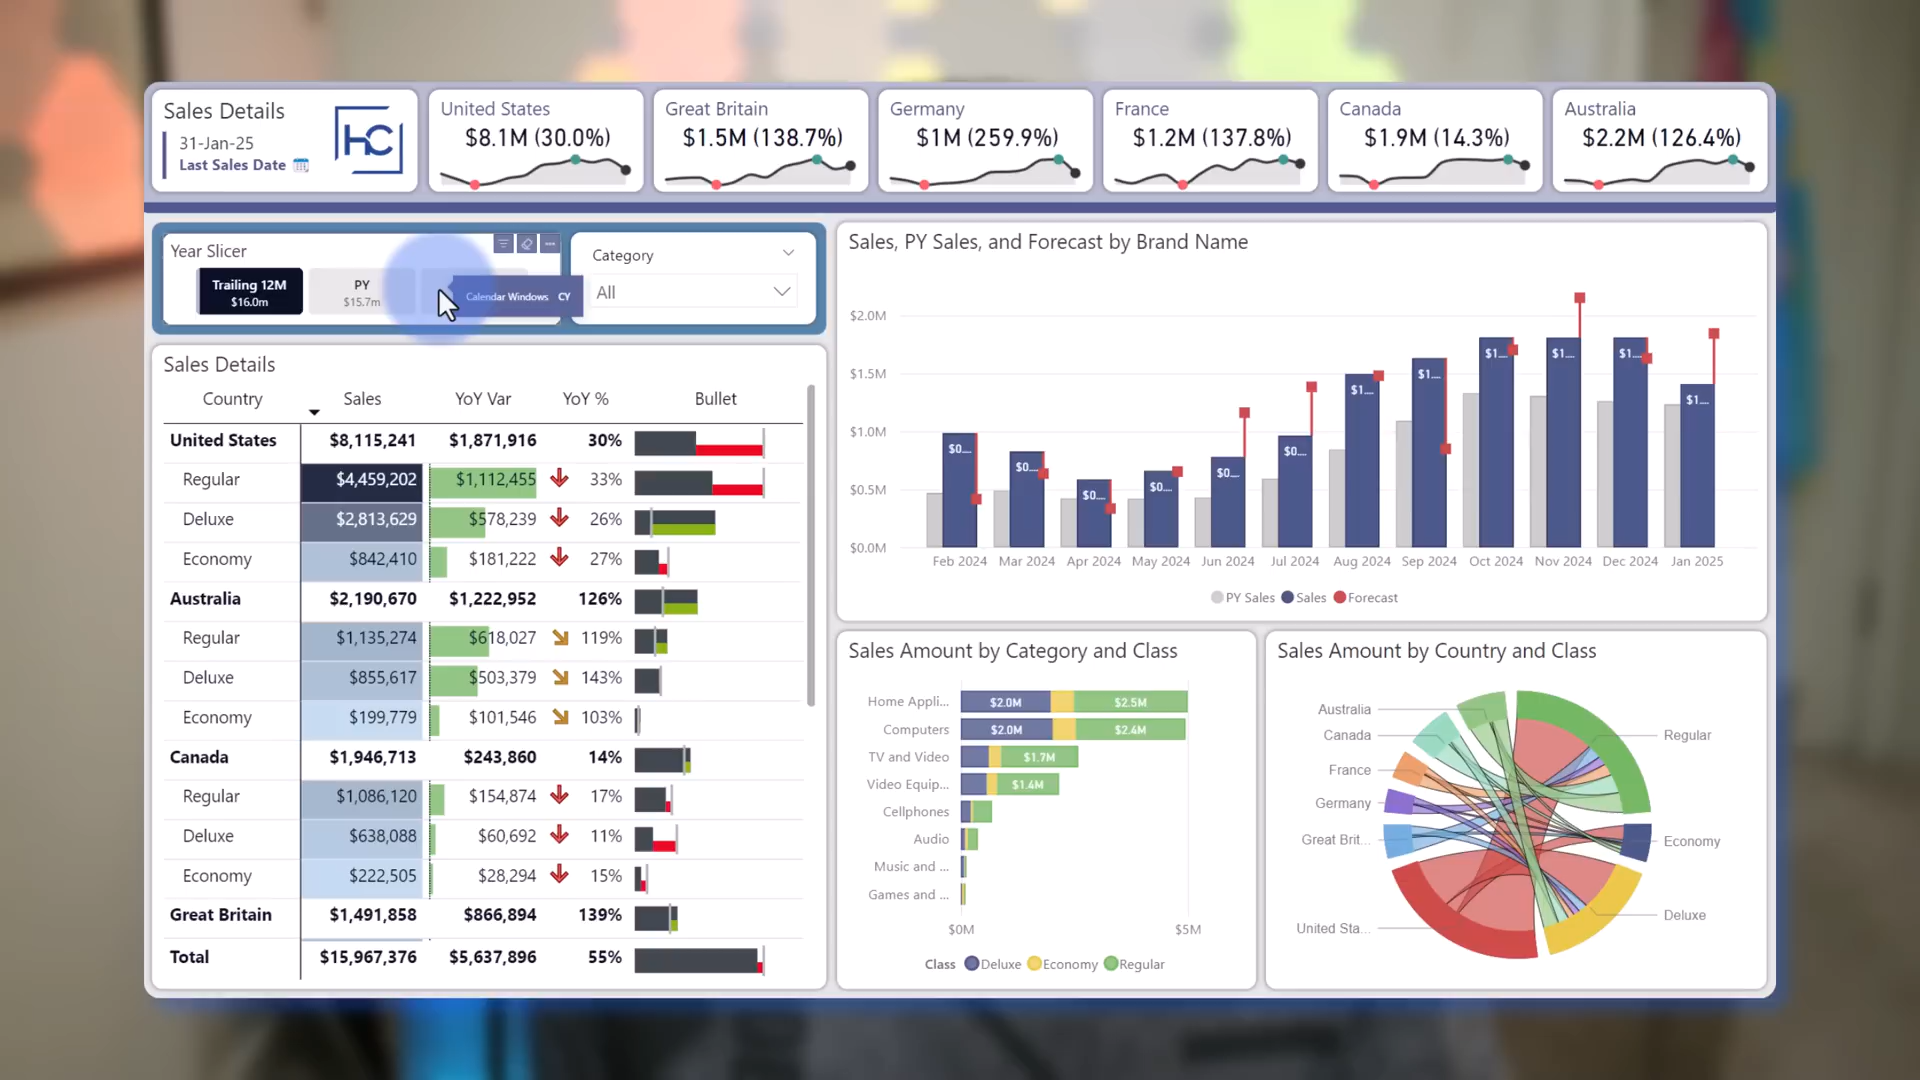 Sales Details
31-Jan-25
Last Sales Date
HC
United States
$8.1M (30.0%)
Great Britain
$1.5M (138.7%)
Germany
$1M (259.9%)
France
$1.2M (137.8%)
Canada
$1.9M (14.3%)
Australia
$2.2M (126.4%)
Year Slicer
Trailing 12M
$16.0m
PY
$15.7m
Calendar Windows CY
Category
All
Sales Details
Country Sales YoY Var YoY % Bullet
United States $8,115,241 $1,871,916 30%
Regular $4,459,202 $1,112,455 33%
Deluxe $2,813,629 $578,239 26%
Economy $842,410 $181,222 27%
Australia $2,190,670 $1,222,952 126%
Regular $1,135,274 $618,027 119%
Deluxe $855,617 $503,379 143%
Economy $199,779 $101,546 103%
Canada $1,946,713 $243,860 14%
Regular $1,086,120 $154,874 17%
Deluxe $638,088 $60,692 11%
Economy $222,505 $28,294 15%
Great Britain $1,491,858 $866,894 139%
Total $15,967,376 $5,637,896 55%
Sales, PY Sales, and Forecast by Brand Name
$2.0M
$1.5M
$1.0M
$0.5M
$0.0M
$0... $0... $0... $0... $0... $0... $1... $1... $1... $1... $1... $1...
Feb 2024 Mar 2024 Apr 2024 May 2024 Jun 2024 Jul 2024 Aug 2024 Sep 2024 Oct 2024 Nov 2024 Dec 2024 Jan 2025
PY Sales Sales Forecast
Sales Amount by Category and Class
Home Appli... $2.0M $2.5M
Computers $2.0M $2.4M
TV and Video $1.7M
Video Equip... $1.4M
Cellphones
Audio
Music and ...
Games and ...
$0M $5M
Class Deluxe Economy Regular
Sales Amount by Country and Class
Australia
Canada
France
Germany
Great Brit...
United Sta...
Regular
Economy
Deluxe